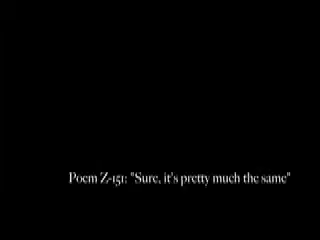 Poem Z-151: "Sure, it's pretty much the same"